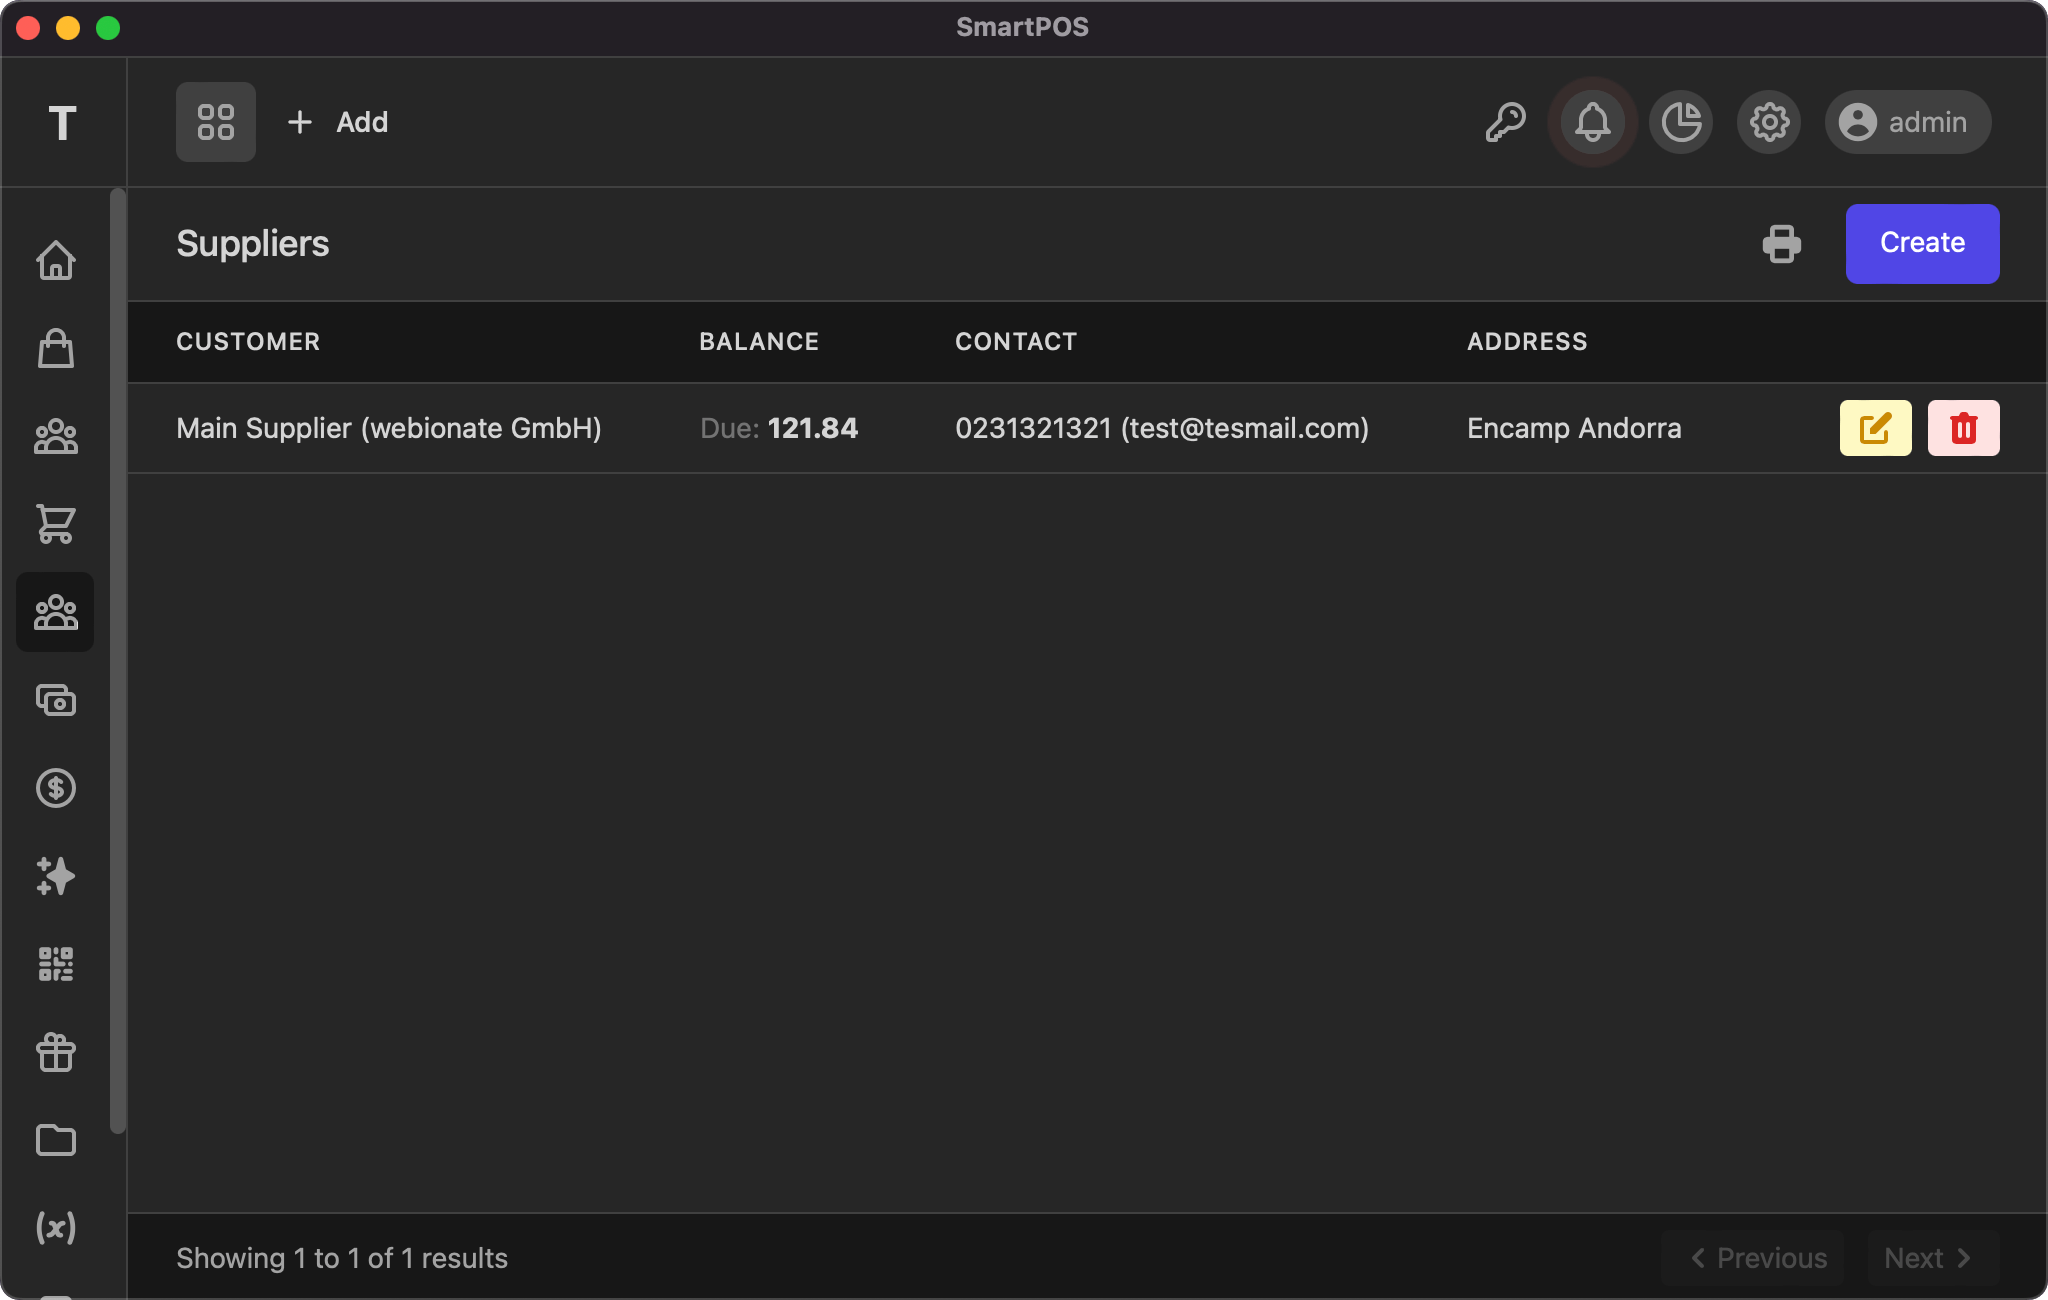 SmartPOS
T
Add
admin
Suppliers
Create
CUSTOMER BALANCE CONTACT ADDRESS
Main Supplier (webionate GmbH) Due: 121.84 0231321321 (test@tesmail.com) Encamp Andorra
(x)
Showing 1 to 1 of 1 results
Previous Next